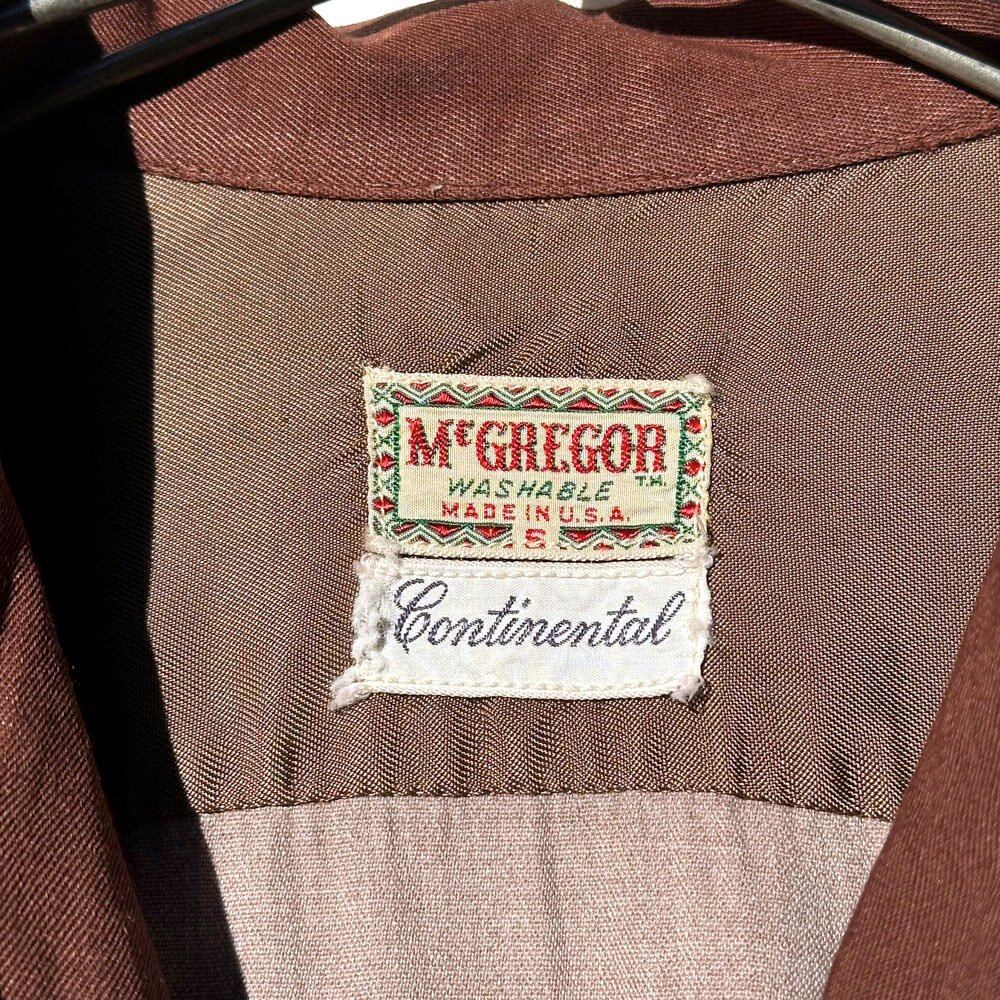 McGREGOR
T.M.
WASHABLE
MADE IN U.S.A.
S
Continental